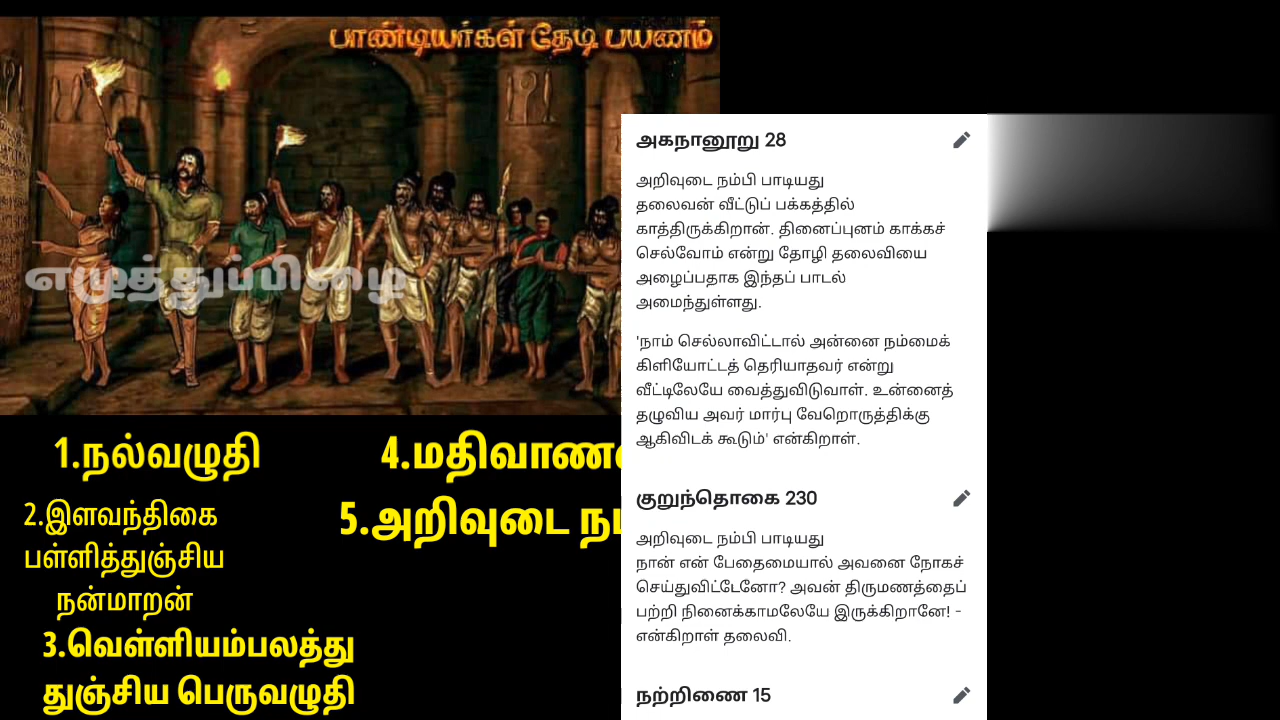 பாண்டியர்கள் தேடி பயணம்
எழுத்துப்பிழை
1.நல்வழுதி
2.இளவந்திகை
பள்ளித்துஞ்சிய
நன்மாறன்
3.வெள்ளியம்பலத்து
துஞ்சிய பெருவழுதி
4.மதிவாண
5.அறிவுடை
அகநானூறு 28
அறிவுடை நம்பி பாடியது
தலைவன் வீட்டுப் பக்கத்தில்
காத்திருக்கிறான். தினைப்புனம் காக்கச்
செல்வோம் என்று தோழி தலைவியை
அழைப்பதாக இந்தப் பாடல்
அமைந்துள்ளது.
'நாம் செல்லாவிட்டால் அன்னை நம்மைக்
கிளியோட்டத் தெரியாதவர் என்று
வீட்டிலேயே வைத்துவிடுவாள். உன்னைத்
தழுவிய அவர் மார்பு வேறொருத்திக்கு
ஆகிவிடக் கூடும்' என்கிறாள்.
குறுந்தொகை 230
அறிவுடை நம்பி பாடியது
நான் என் பேதைமையால் அவனை நோகச்
செய்துவிட்டேனோ? அவன் திருமணத்தைப்
பற்றி நினைக்காமலேயே இருக்கிறானே! -
என்கிறாள் தலைவி.
நற்றிணை 15